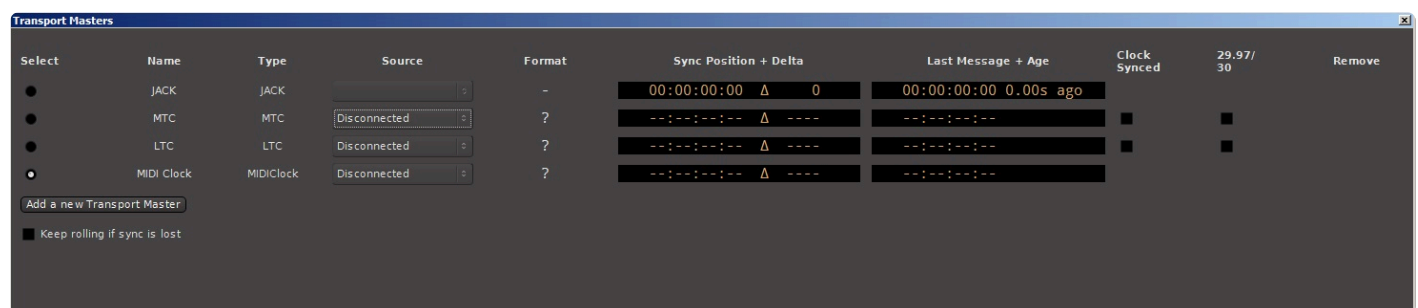 Transport Masters
Select Name Type Source Format Sync Position + Delta Last Message + Age Clock Synced 29.97/ 30 Remove
JACK JACK - 00:00:00:00 Δ 0 00:00:00:00 0.00s ago
MTC MTC Disconnected ? --:--:--:-- Δ ---- --:--:--:--
LTC LTC Disconnected ? --:--:--:-- Δ ---- --:--:--:--
MIDI Clock MIDIClock Disconnected ? --:--:--:-- Δ ---- --:--:--:--
Add a new Transport Master
Keep rolling if sync is lost